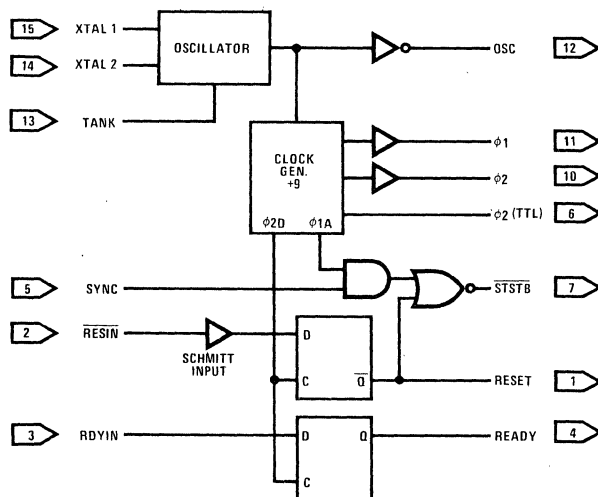 15 XTAL 1
OSCILLATOR
OSC 12
14 XTAL 2
13 TANK
CLOCK
GEN.
+9
ϕ1 11
ϕ2 10
ϕ2 (TTL) 6
ϕ2D ϕ1A
5 SYNC
STSTB 7
2 RESIN
SCHMITT
INPUT
D
C Q
RESET 1
3 RDYIN
D Q
READY 4
C